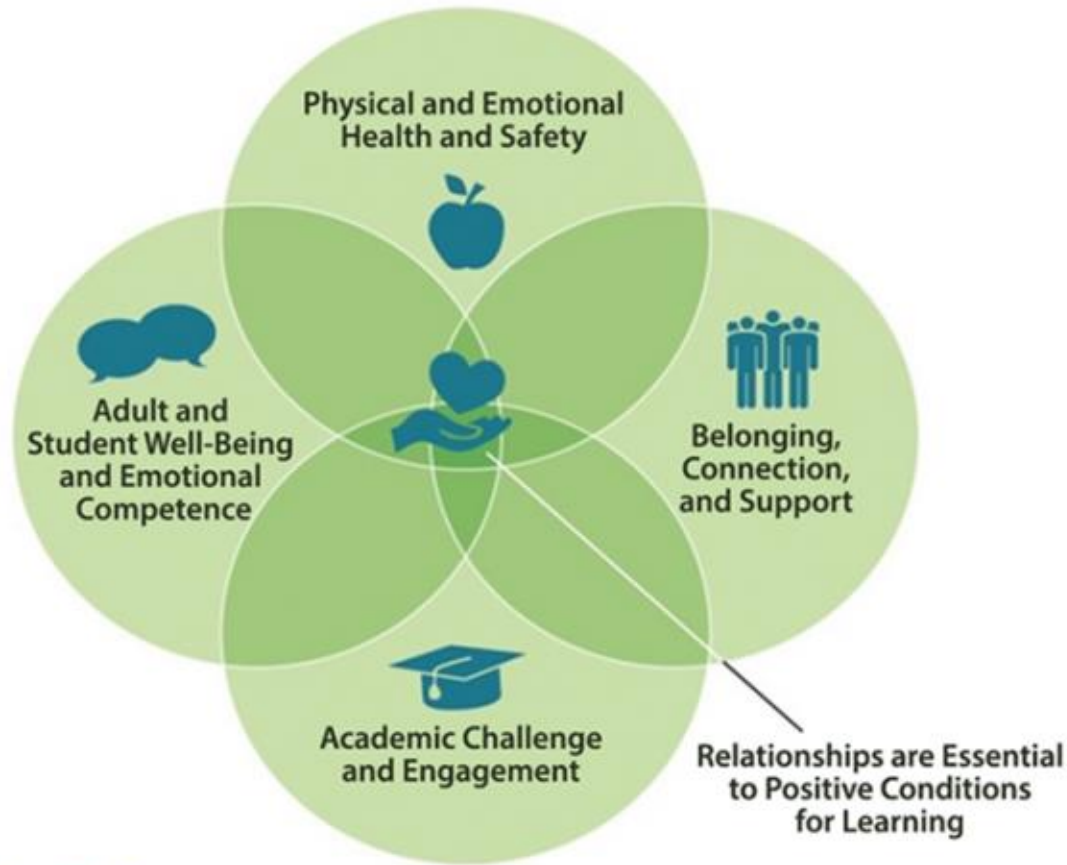 Physical and Emotional
Health and Safety
Adult and
Student Well-Being
and Emotional
Competence
Belonging,
Connection,
and Support
Academic Challenge
and Engagement
Relationships are Essential
to Positive Conditions
for Learning